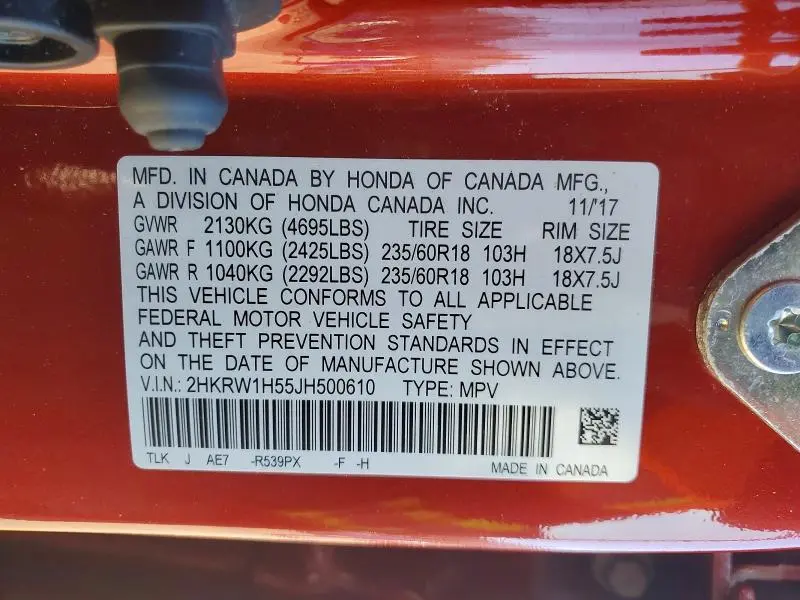 MFD. IN CANADA BY HONDA OF CANADA MFG.,
A DIVISION OF HONDA CANADA INC. 11/'17
GVWR 2130KG (4695LBS) TIRE SIZE RIM SIZE
GAWR F 1100KG (2425LBS) 235/60R18 103H 18X7.5J
GAWR R 1040KG (2292LBS) 235/60R18 103H 18X7.5J
THIS VEHICLE CONFORMS TO ALL APPLICABLE
FEDERAL MOTOR VEHICLE SAFETY
AND THEFT PREVENTION STANDARDS IN EFFECT
ON THE DATE OF MANUFACTURE SHOWN ABOVE.
V.I.N.: 2HKRW1H55JH500610 TYPE: MPV
TLK J AE7 -R539PX -F -H MADE IN CANADA